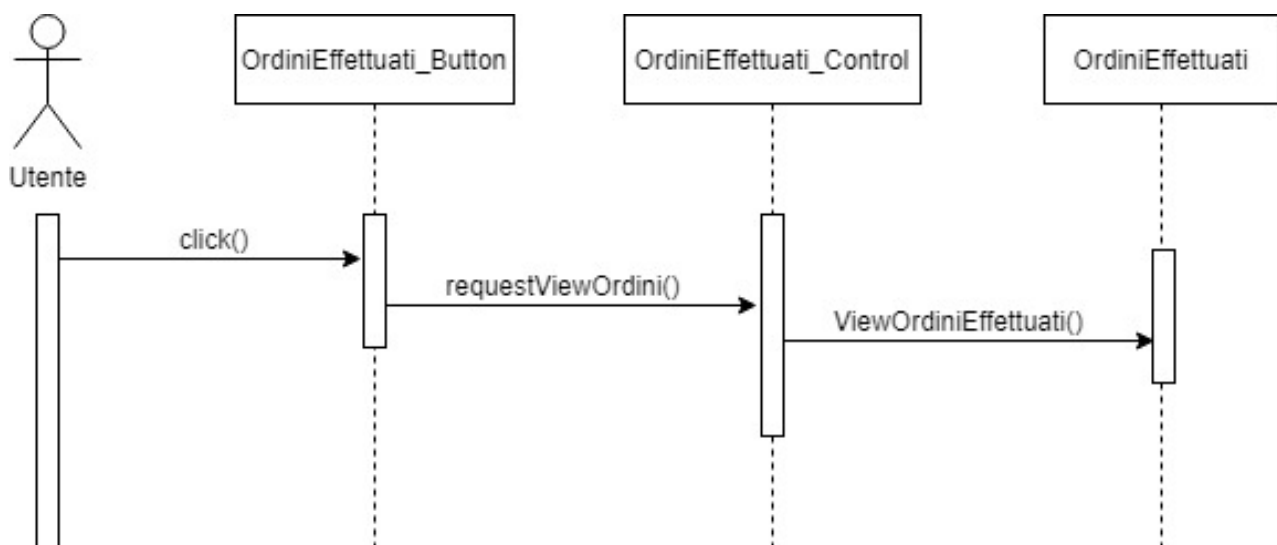 OrdiniEffettuati_Button
OrdiniEffettuati_Control
OrdiniEffettuati
Utente
click()
requestViewOrdini()
ViewOrdiniEffettuati()